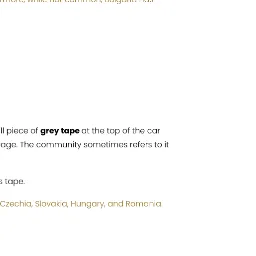 ll piece of grey tape at the top of the car
age. The community sometimes refers to it
s tape.
Czechia, Slovakia, Hungary, and Romania.